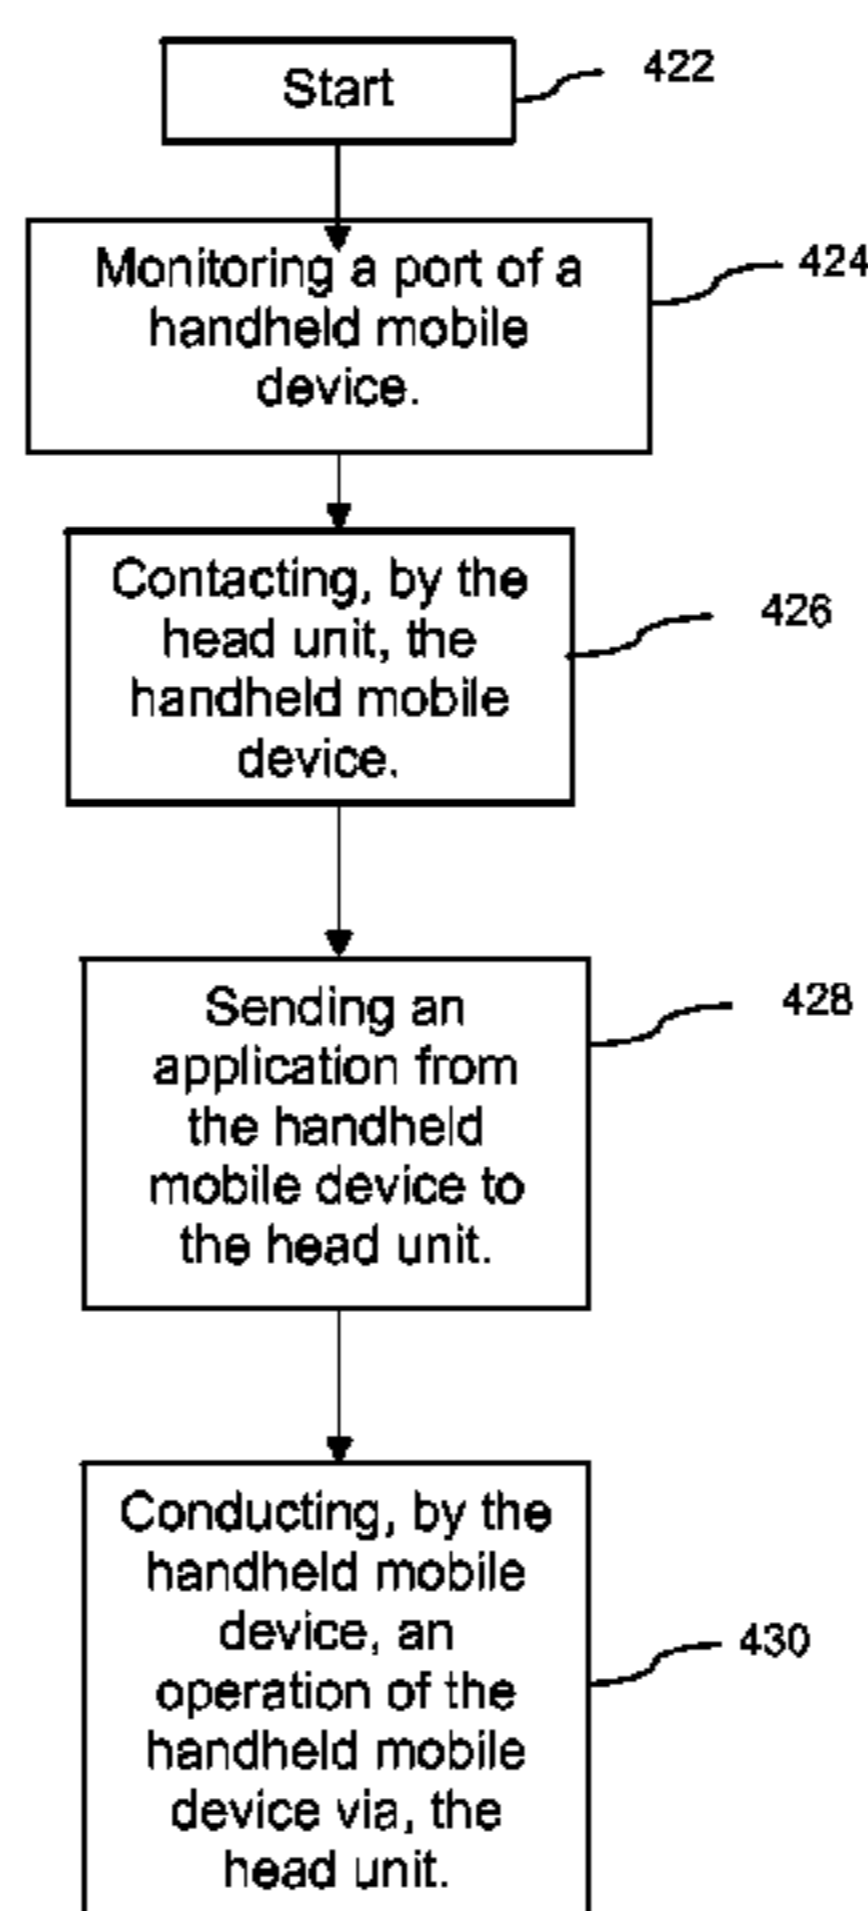 Start
422
Monitoring a port of a
handheld mobile
device.
424
Contacting, by the
head unit, the
handheld mobile
device.
426
Sending an
application from
the handheld
mobile device to
the head unit.
428
Conducting, by the
handheld mobile
device, an
operation of the
handheld mobile
device via, the
head unit.
430